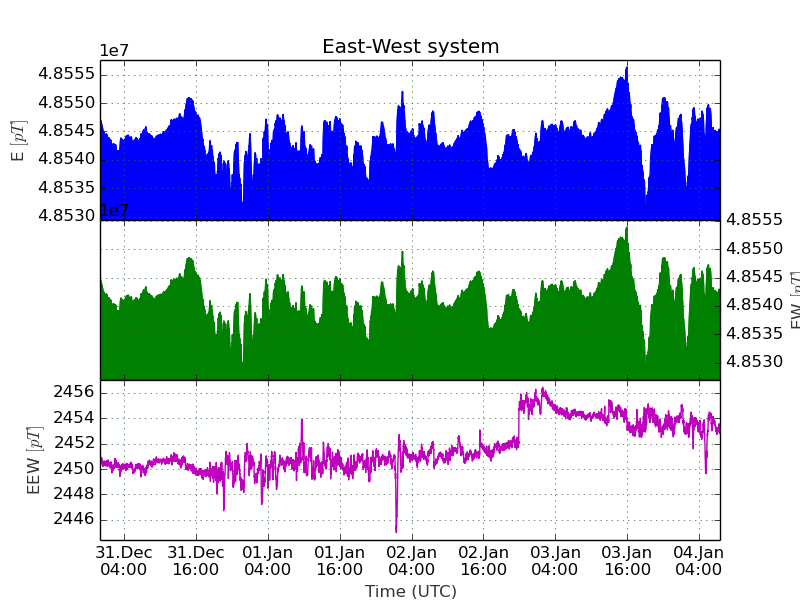 East-West system
1e7
4.8555
4.8550
4.8545
4.8540
4.8535
4.8530
E [pT]
1e7
4.8555
4.8550
4.8545
4.8540
4.8535
4.8530
EW [pT]
2456
2454
2452
2450
2448
2446
EEW [pT]
31.Dec 31.Dec 01.Jan 01.Jan 02.Jan 02.Jan 03.Jan 03.Jan 04.Jan
04:00 16:00 04:00 16:00 04:00 16:00 04:00 16:00 04:00
Time (UTC)